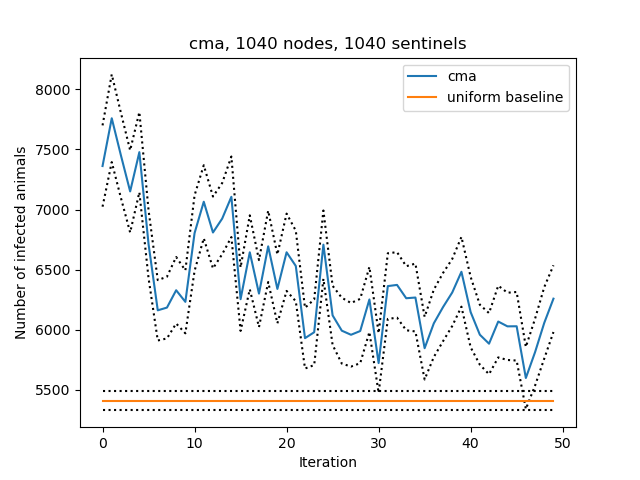 cma, 1040 nodes, 1040 sentinels
cma
uniform baseline
Number of infected animals
8000
7500
7000
6500
6000
5500
0
10
20
30
40
50
Iteration